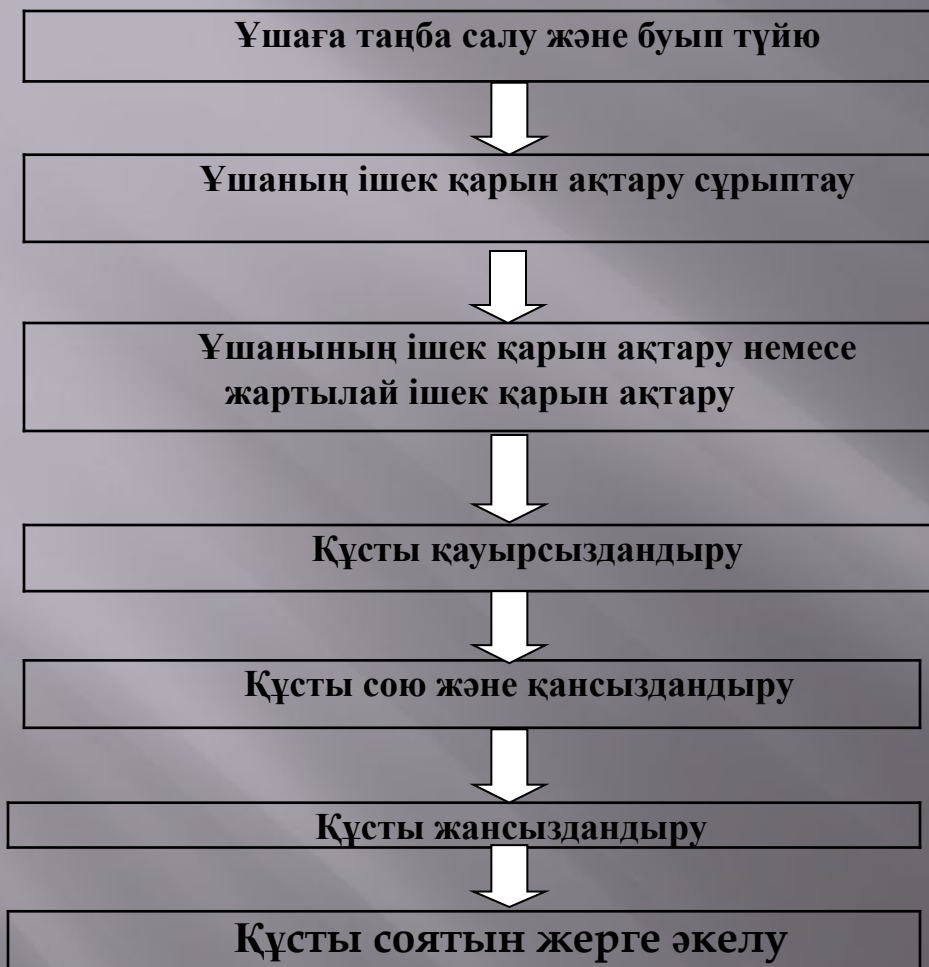 Ұшаға таңба салу және буып түйю
Ұшаның ішек қарын ақтару сұрыптау
Ұшанының ішек қарын ақтару немесе
жартылай ішек қарын ақтару
Құсты қауырсыздандыру
Құсты сою және қансыздандыру
Құсты жансыздандыру
Құсты соятын жерге әкелу